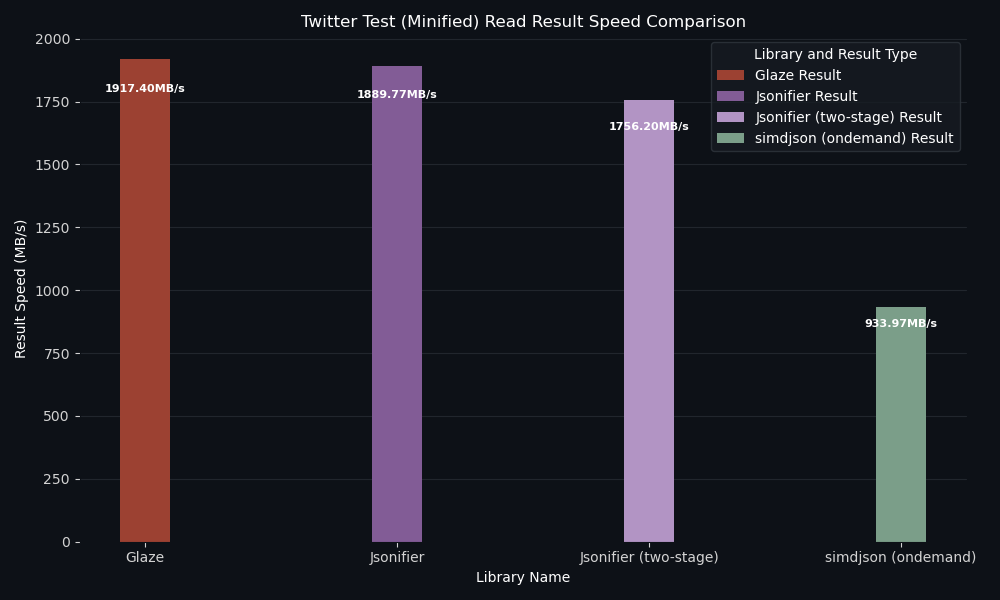 Twitter Test (Minified) Read Result Speed Comparison
Library and Result Type
Glaze Result
Jsonifier Result
Jsonifier (two-stage) Result
simdjson (ondemand) Result
Result Speed (MB/s)
2000
1750
1500
1250
1000
750
500
250
0
1917.40MB/s
1889.77MB/s
1756.20MB/s
933.97MB/s
Glaze
Jsonifier
Jsonifier (two-stage)
simdjson (ondemand)
Library Name